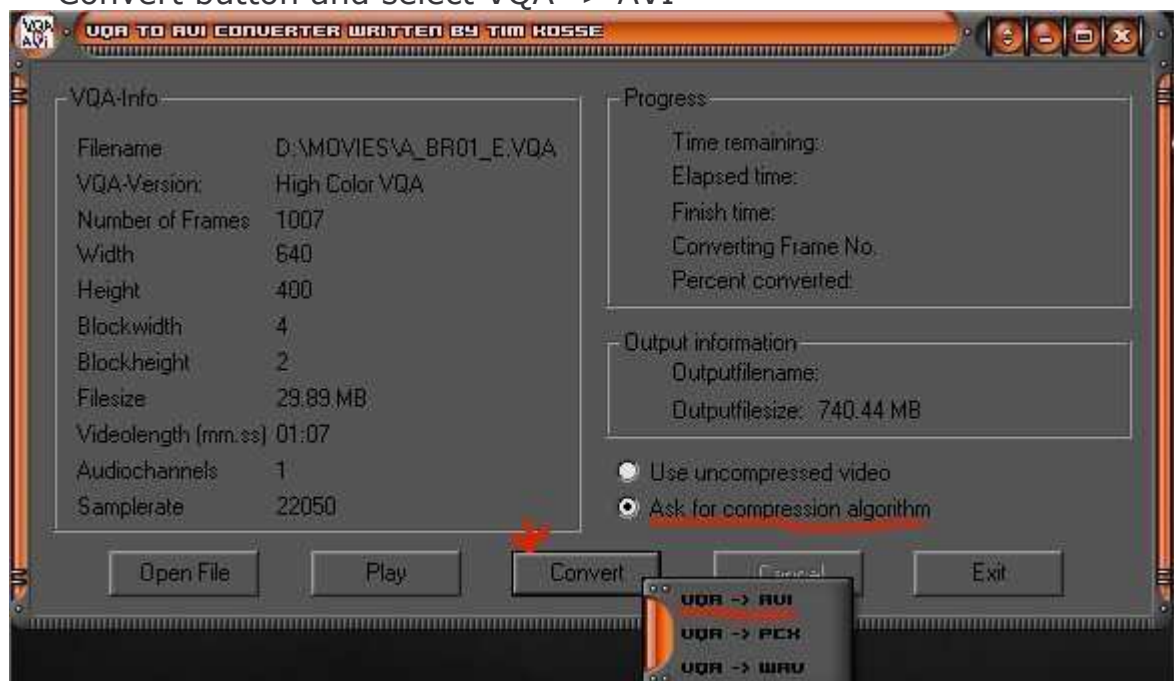 Convert button and select VQA -> AVI
VQA AVi
VQA TO AVI CONVERTER WRITTEN BY TIM KOSSE
VQA-Info
Filename D:\MOVIES\A_BR01_E.VQA
VQA-Version: High Color VQA
Number of Frames 1007
Width 640
Height 400
Blockwidth 4
Blockheight 2
Filesize 29.89 MB
Videolength (mm.ss) 01:07
Audiochannels 1
Samplerate 22050
Progress
Time remaining:
Elapsed time:
Finish time:
Converting Frame No.
Percent converted:
Output information
Outputfilename:
Outputfilesize: 740.44 MB
Use uncompressed video
Ask for compression algorithm
Open File Play Convert Cancel Exit
VQA -> AVI
VQA -> PCX
VQA -> WAV